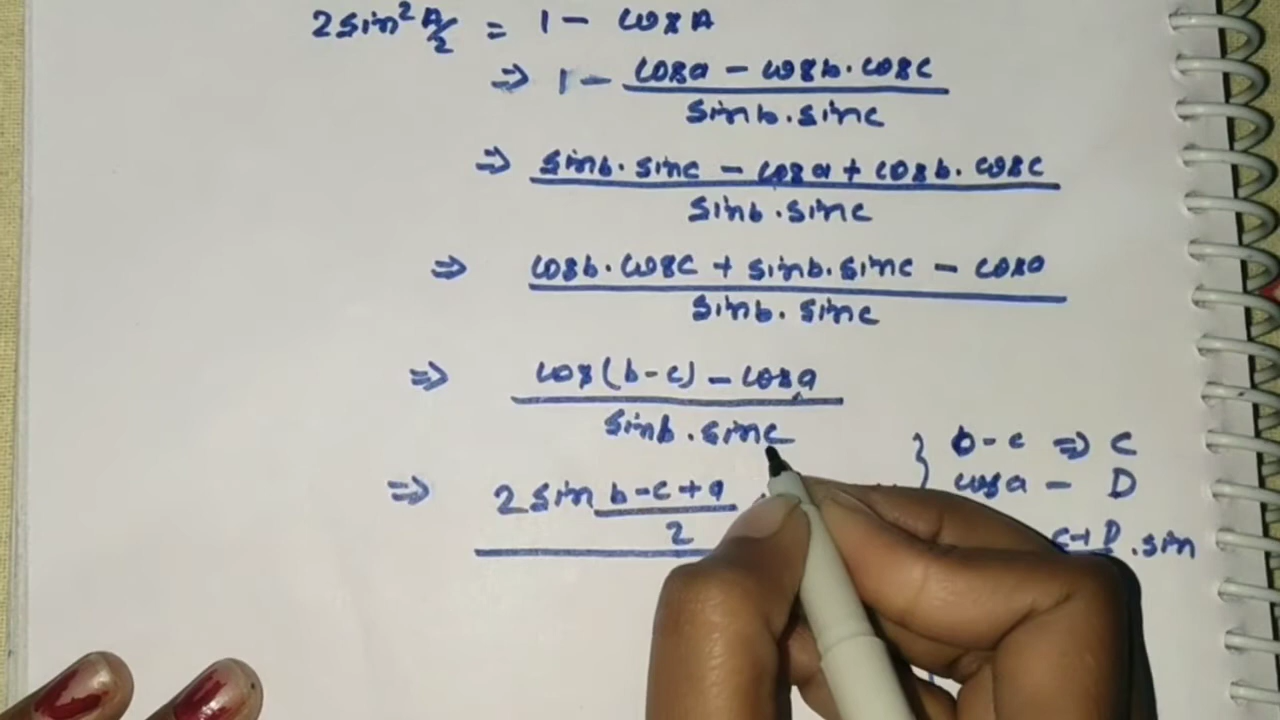 2sin²A/2 = 1 - cosA
⇒ 1 - cosa - cosb.cosc
sinb.sinc
⇒ sinb.sinc - cosa + cosb.cosc
sinb.sinc
⇒ cosb.cosc + sinb.sinc - cosa
sinb.sinc
⇒ cos(b-c) - cosa
sinb.sinc
} b-c ⇒ C
cosa - D
⇒ 2sin b-c+a
2
c+D .sin